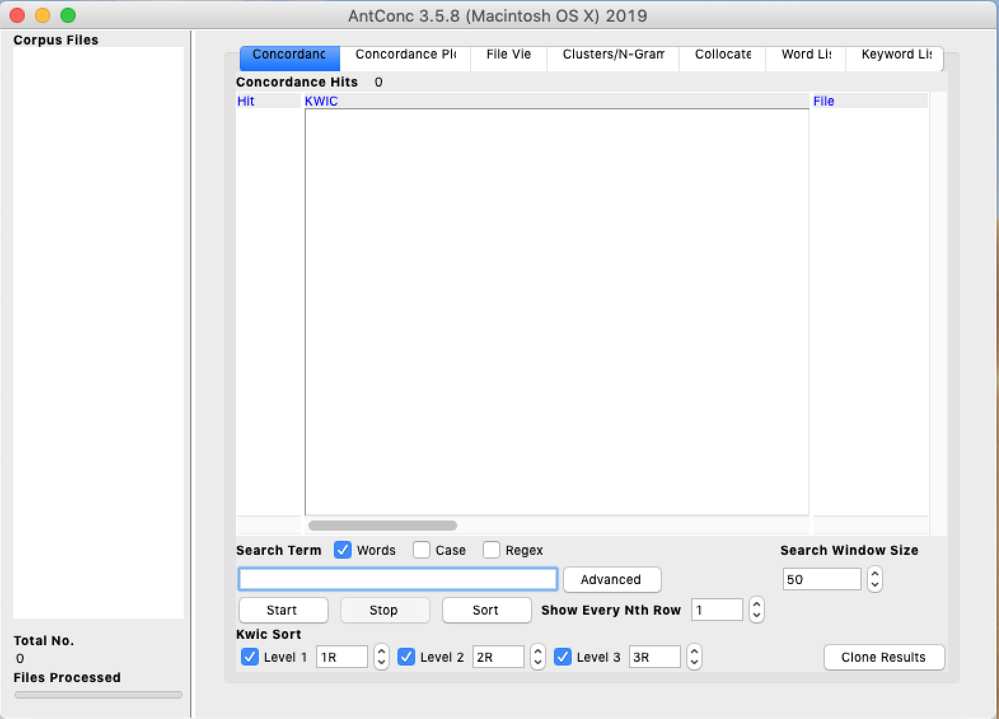 AntConc 3.5.8 (Macintosh OS X) 2019
Corpus Files
Concordanc Concordance Plo File Vie Clusters/N-Gram Collocate Word Lis Keyword Lis
Concordance Hits 0
Hit KWIC File
Search Term Words Case Regex Search Window Size
Advanced 50
Start Stop Sort Show Every Nth Row 1
Kwic Sort
Level 1 1R Level 2 2R Level 3 3R Clone Results
Total No.
0
Files Processed